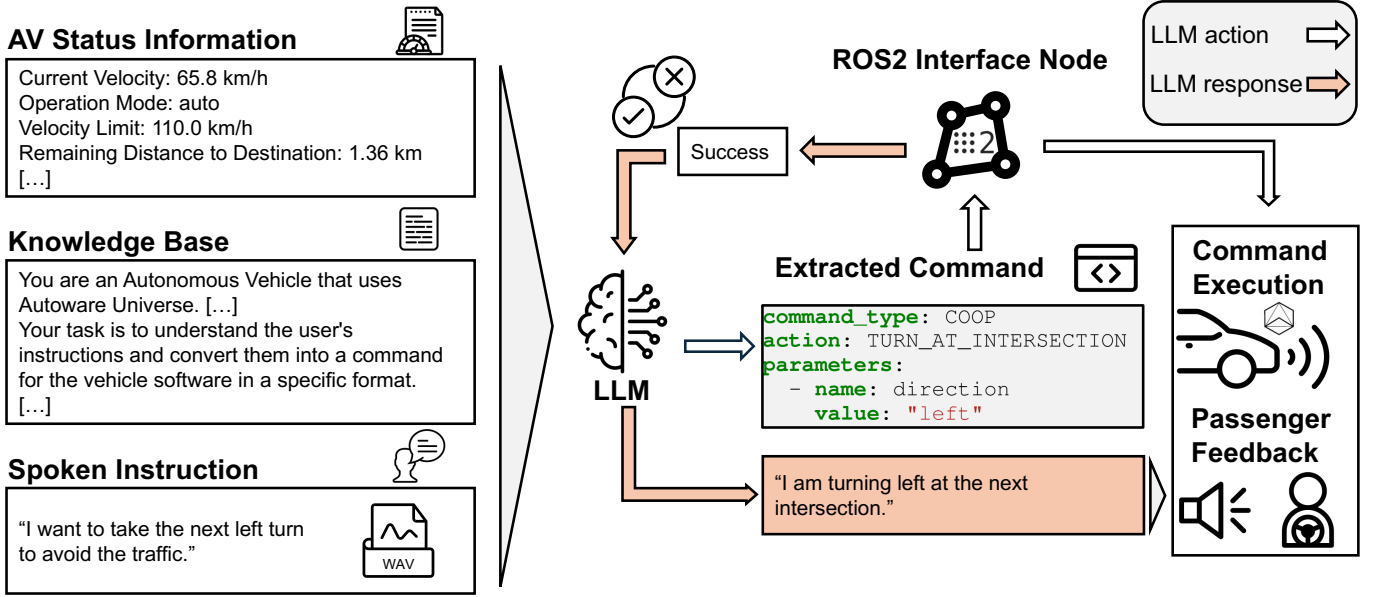 AV Status Information
Current Velocity: 65.8 km/h
Operation Mode: auto
Velocity Limit: 110.0 km/h
Remaining Distance to Destination: 1.36 km
[…]
Knowledge Base
You are an Autonomous Vehicle that uses
Autoware Universe. […]
Your task is to understand the user's
instructions and convert them into a command
for the vehicle software in a specific format.
[…]
Spoken Instruction
“I want to take the next left turn
to avoid the traffic.”
WAV
LLM
Success
ROS2 Interface Node
2
Extracted Command
command_type: COOP
action: TURN_AT_INTERSECTION
parameters:
- name: direction
value: "left"
“I am turning left at the next
intersection.”
LLM action
LLM response
Command
Execution
Passenger
Feedback